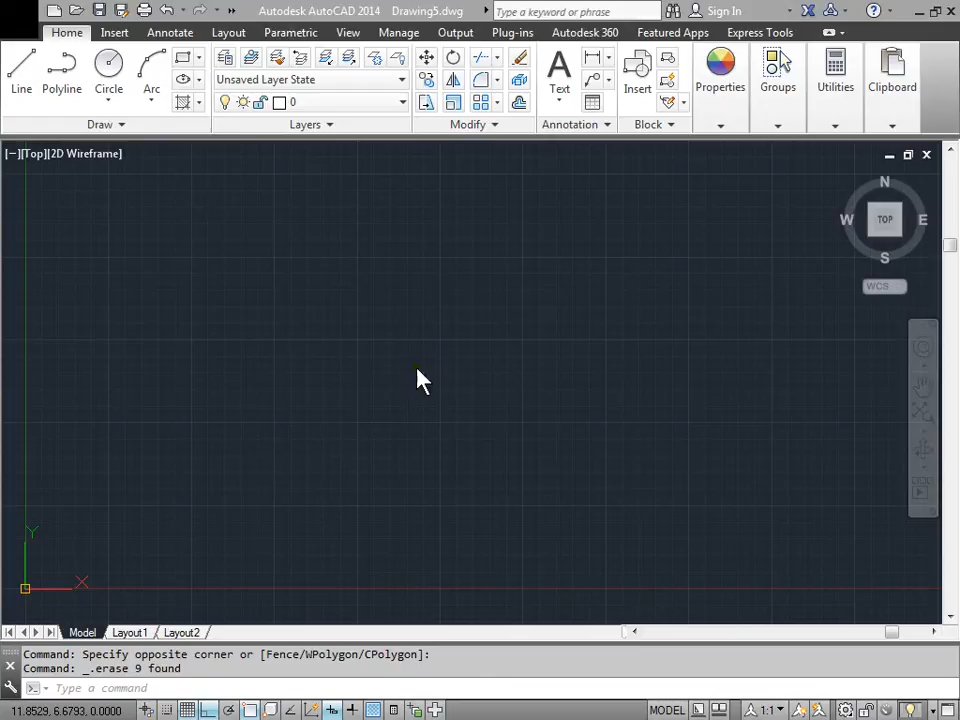 Autodesk AutoCAD 2014 Drawing5.dwg Type a keyword or phrase Sign In
Home Insert Annotate Layout Parametric View Manage Output Plug-ins Autodesk 360 Featured Apps Express Tools
Unsaved Layer State
Line Polyline Circle Arc Text Insert Properties Groups Utilities Clipboard
0
Draw Layers Modify Annotation Block
[−][Top][2D Wireframe]
N
W TOP E
S
WCS
Y
X
Model Layout1 Layout2
Command: Specify opposite corner or [Fence/WPolygon/CPolygon]:
Command: _.erase 9 found
Type a command
11.8529, 6.6793, 0.0000 MODEL 1:1